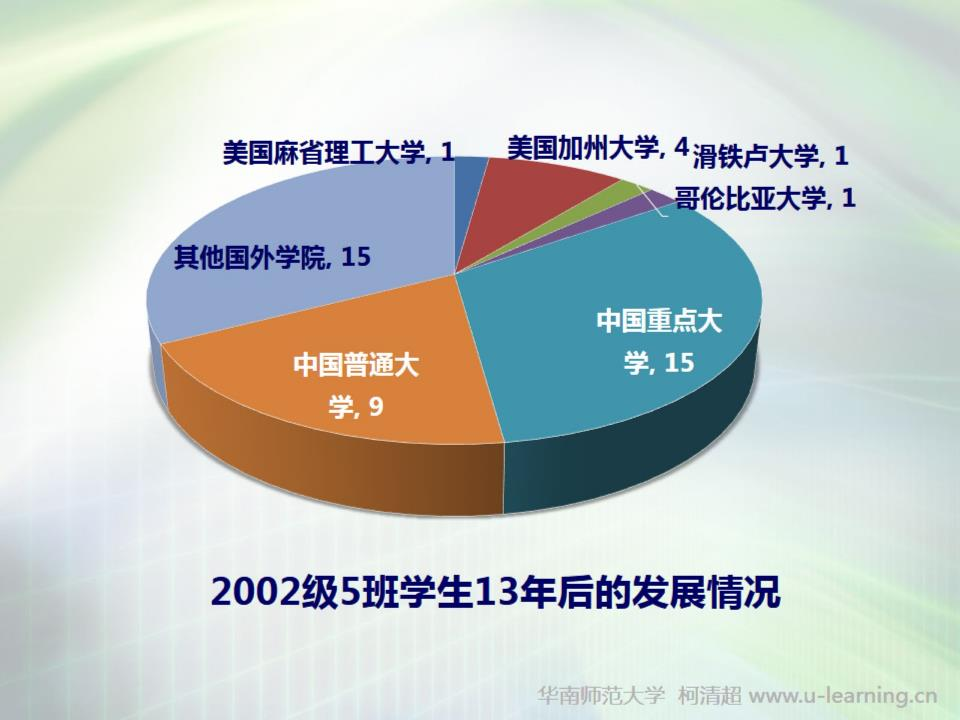 美国麻省理工大学, 1
美国加州大学, 4
滑铁卢大学, 1
哥伦比亚大学, 1
其他国外学院, 15
中国重点大
学, 15
中国普通大
学, 9
2002级5班学生13年后的发展情况
华南师范大学 柯清超 www.u-learning.cn